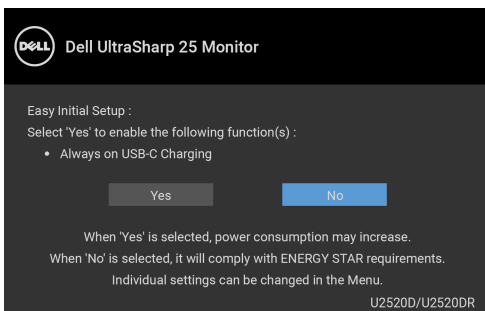 DELL Dell UltraSharp 25 Monitor
Easy Initial Setup :
Select 'Yes' to enable the following function(s) :
• Always on USB-C Charging
Yes No
When 'Yes' is selected, power consumption may increase.
When 'No' is selected, it will comply with ENERGY STAR requirements.
Individual settings can be changed in the Menu.
U2520D/U2520DR